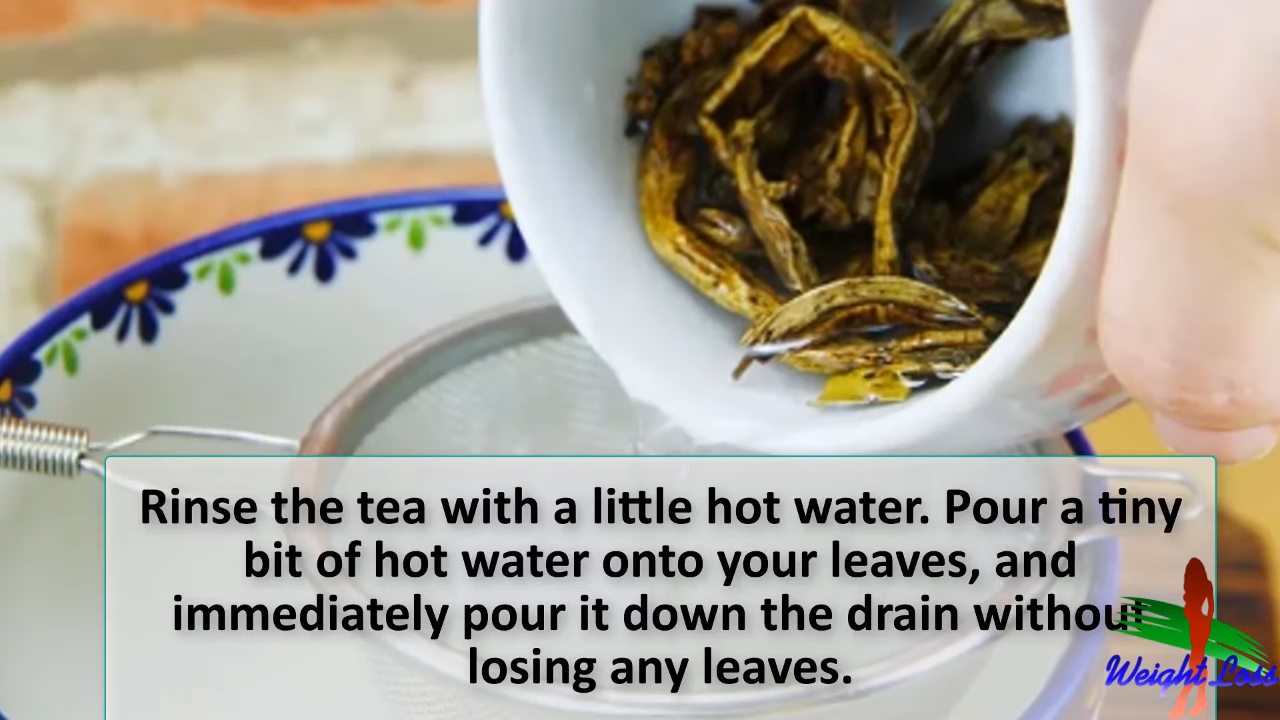 Rinse the tea with a little hot water. Pour a tiny
bit of hot water onto your leaves, and
immediately pour it down the drain without
losing any leaves.
Weight Loss